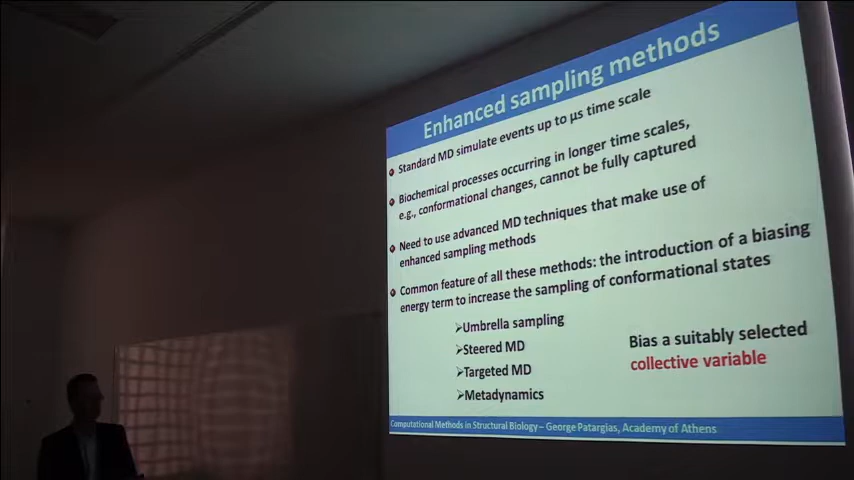 Enhanced sampling methods
Standard MD simulate events up to µs time scale
Biochemical processes occurring in longer time scales,
e.g., conformational changes, cannot be fully captured
Need to use advanced MD techniques that make use of
enhanced sampling methods
Common feature of all these methods: the introduction of a biasing
energy term to increase the sampling of conformational states
➢Umbrella sampling
➢Steered MD
➢Targeted MD
➢Metadynamics
Bias a suitably selected
collective variable
Computational Methods in Structural Biology – George Patargias, Academy of Athens